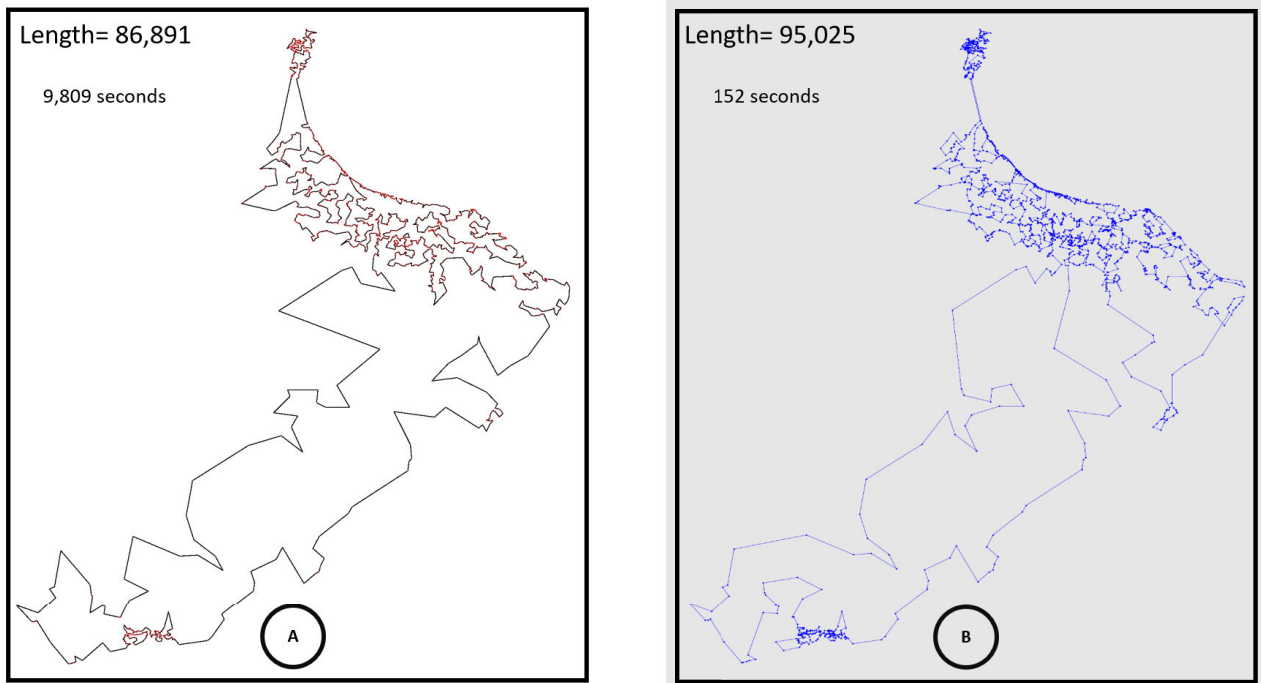 Length= 86,891
9,809 seconds
A
Length= 95,025
152 seconds
B